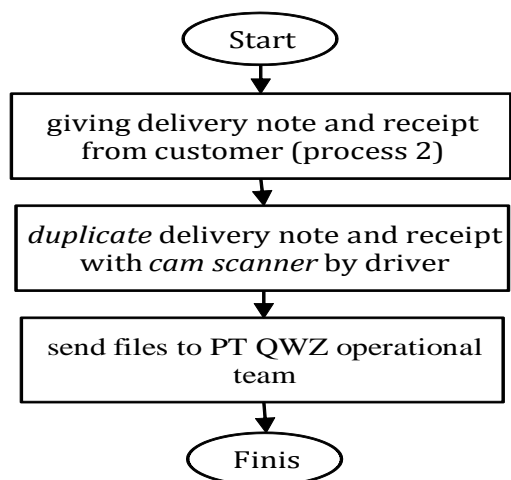 Start
giving delivery note and receipt
from customer (process 2)
duplicate delivery note and receipt
with cam scanner by driver
send files to PT QWZ operational
team
Finis